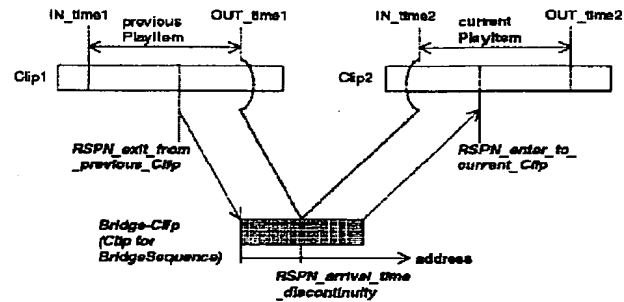 IN_time1
previous
PlayItem
OUT_time1
IN_time2
current
PlayItem
OUT_time2
Clip1
Clip2
RSPN_exit_from
_previous_Clip
RSPN_enter_to_
current_Clip
Bridge-Clip
(Clip for
BridgeSequence)
address
RSPN_arrival_time
_discontinuity